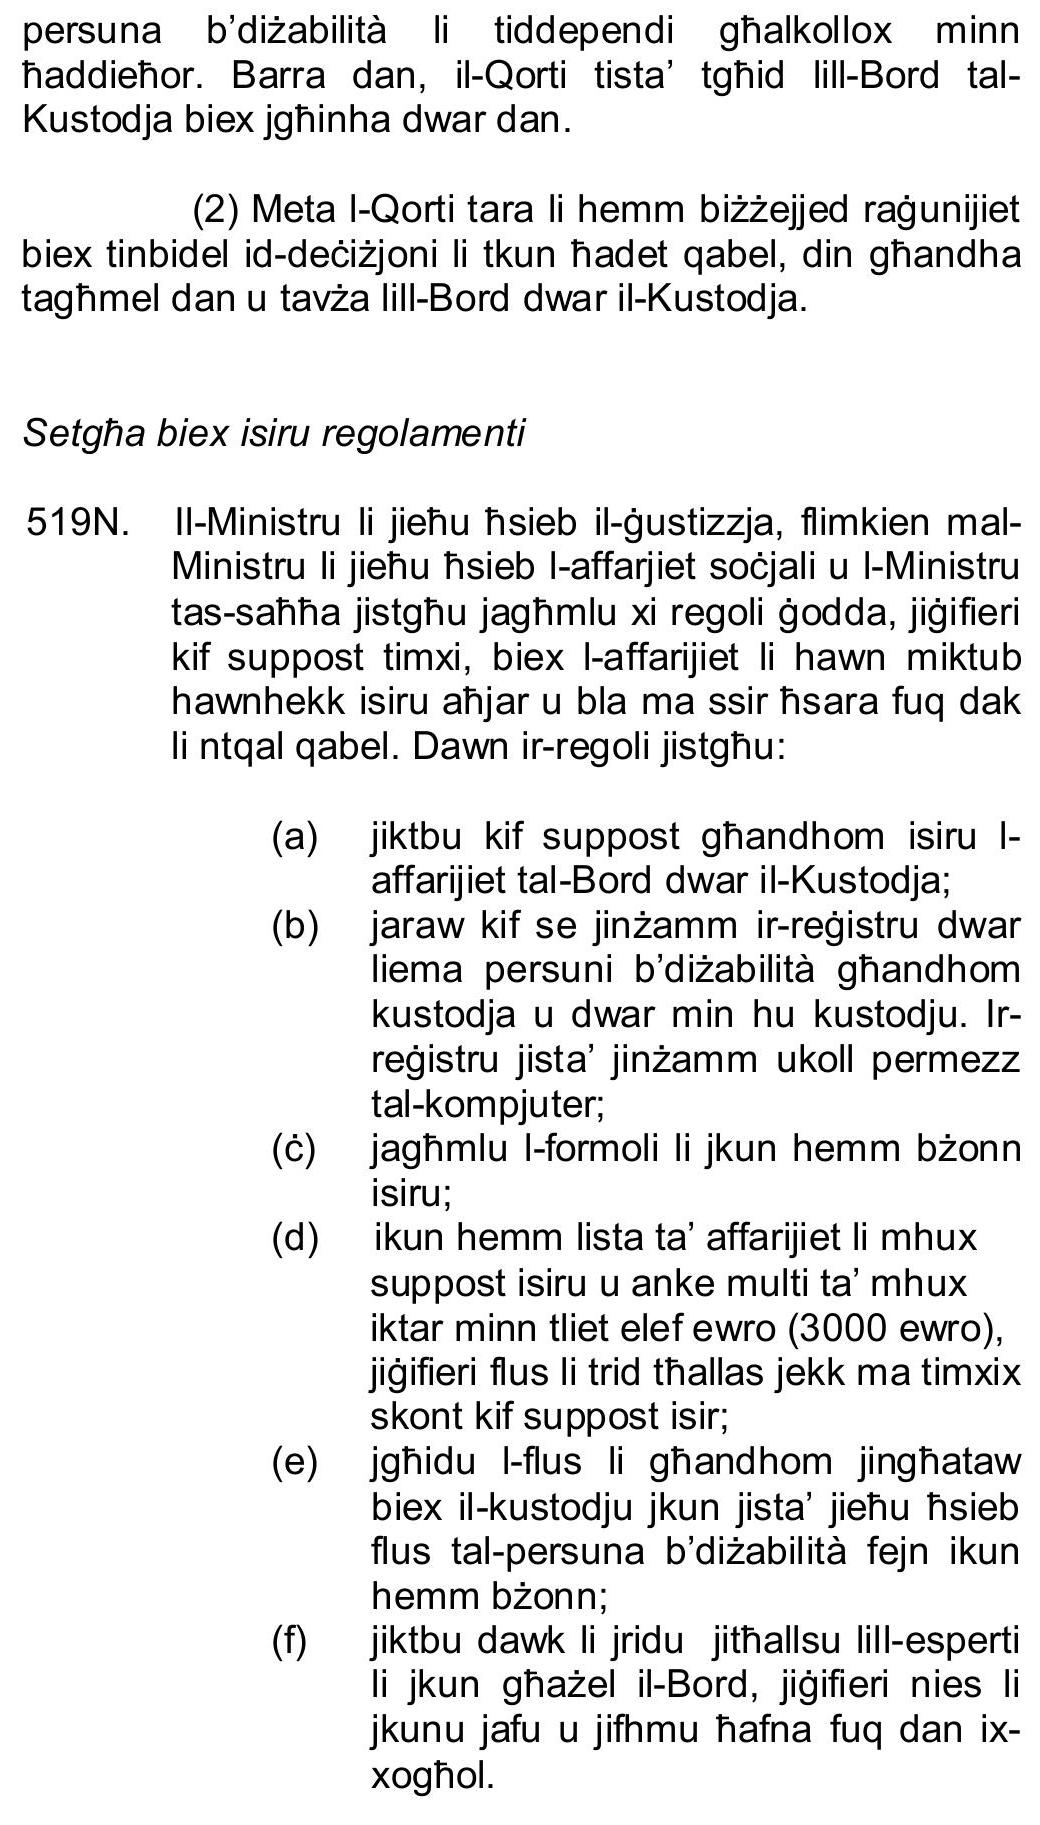 persuna b’diżabilità li tiddependi għalkollox minn
ħaddieħor. Barra dan, il-Qorti tista’ tgħid lill-Bord tal-
Kustodja biex jgħinha dwar dan.
(2) Meta l-Qorti tara li hemm biżżejjed raġunijiet
biex tinbidel id-deċiżjoni li tkun ħadet qabel, din għandha
tagħmel dan u tavża lill-Bord dwar il-Kustodja.
Setgħa biex isiru regolamenti
519N. Il-Ministru li jieħu ħsieb il-ġustizzja, flimkien mal-
Ministru li jieħu ħsieb l-affarjiet soċjali u l-Ministru
tas-saħħa jistgħu jagħmlu xi regoli ġodda, jiġifieri
kif suppost timxi, biex l-affarijiet li hawn miktub
hawnhekk isiru aħjar u bla ma ssir ħsara fuq dak
li ntqal qabel. Dawn ir-regoli jistgħu:
(a) jiktbu kif suppost għandhom isiru l-
affarijiet tal-Bord dwar il-Kustodja;
(b) jaraw kif se jinżamm ir-reġistru dwar
liema persuni b’diżabilità għandhom
kustodja u dwar min hu kustodju. Ir-
reġistru jista’ jinżamm ukoll permezz
tal-kompjuter;
(ċ) jagħmlu l-formoli li jkun hemm bżonn
isiru;
(d) ikun hemm lista ta’ affarijiet li mhux
suppost isiru u anke multi ta’ mhux
iktar minn tliet elef ewro (3000 ewro),
jiġifieri flus li trid tħallas jekk ma timxix
skont kif suppost isir;
(e) jgħidu l-flus li għandhom jingħataw
biex il-kustodju jkun jista’ jieħu ħsieb
flus tal-persuna b’diżabilità fejn ikun
hemm bżonn;
(f) jiktbu dawk li jridu jitħallsu lill-esperti
li jkun għażel il-Bord, jiġifieri nies li
jkunu jafu u jifhmu ħafna fuq dan ix-
xogħol.